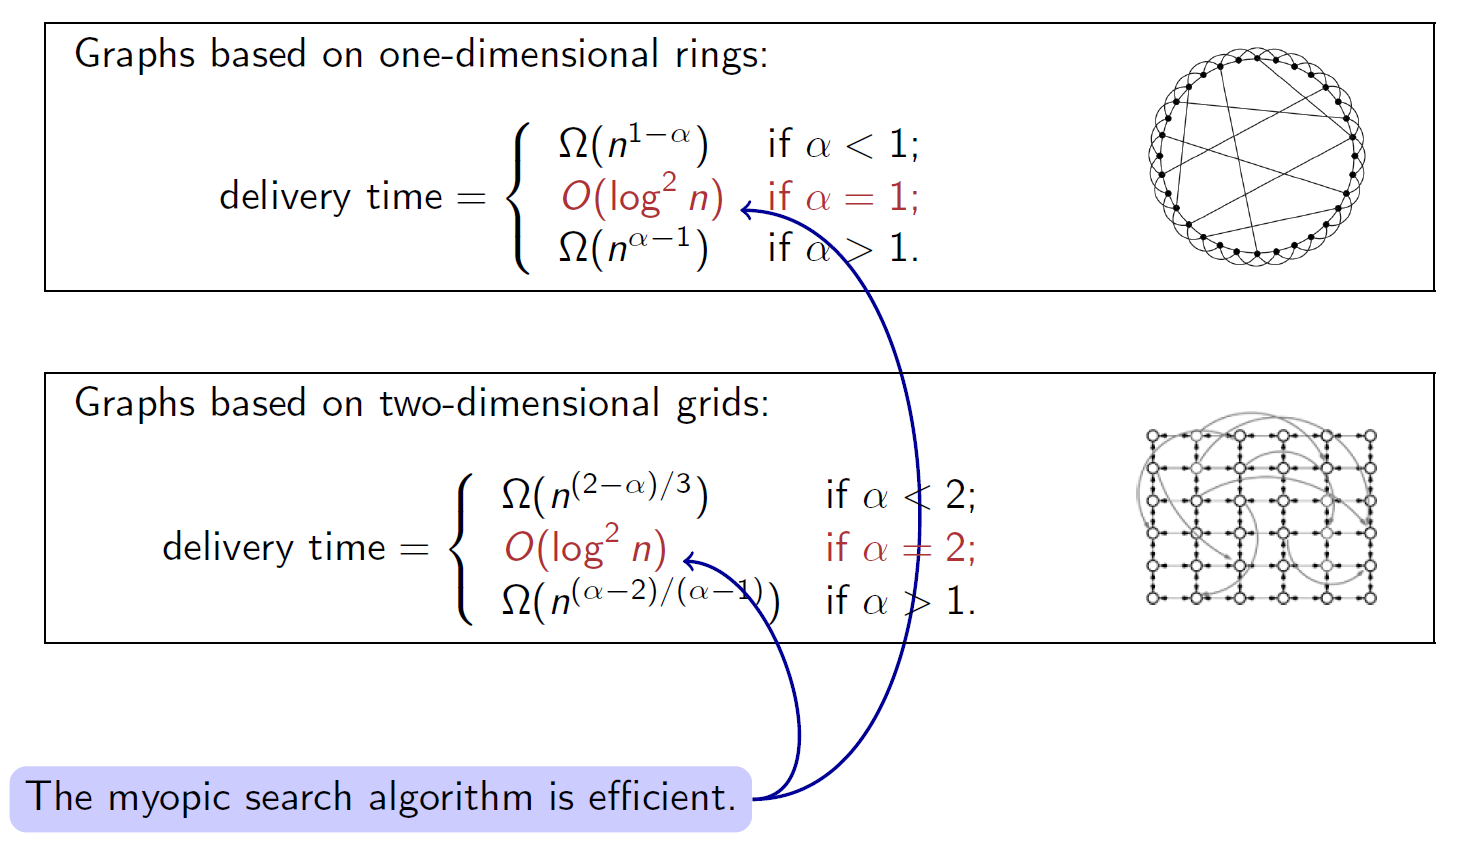 Graphs based on one-dimensional rings:
Ω(n^{1−α}) if α < 1;
delivery time = { O(log² n) if α = 1;
Ω(n^{α−1}) if α > 1.
Graphs based on two-dimensional grids:
Ω(n^{(2−α)/3}) if α < 2;
delivery time = { O(log² n) if α = 2;
Ω(n^{(α−2)/(α−1)}) if α > 1.
The myopic search algorithm is efficient.